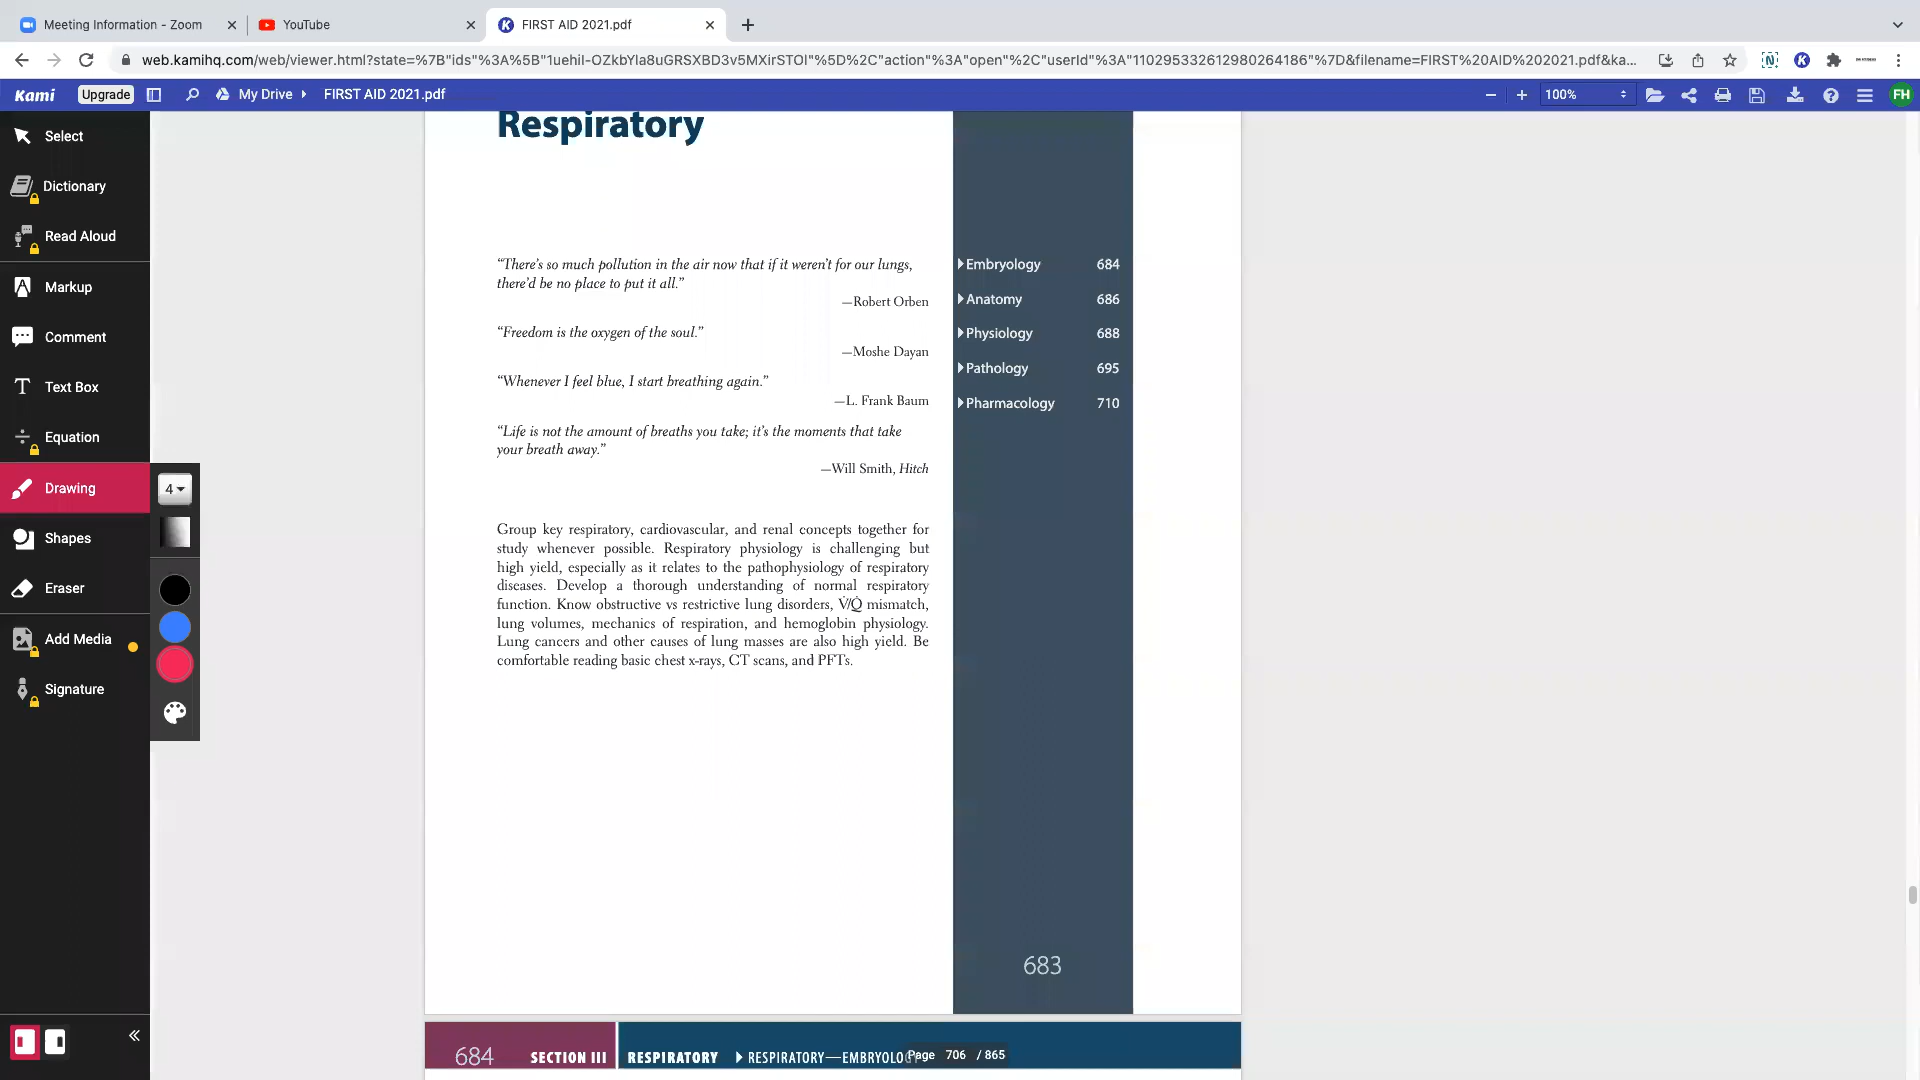 Meeting Information - Zoom
YouTube
FIRST AID 2021.pdf
web.kamihq.com/web/viewer.html?state=%7B"ids"%3A%5B"1uehiI-OZkbYla8uGRSXBD3v5MXirSTOl"%5D%2C"action"%3A"open"%2C"userId"%3A"110295332612980264186"%7D&filename=FIRST%20AID%202021.pdf&ka...
Kami
Upgrade
My Drive
FIRST AID 2021.pdf
100%
FH
Select
Dictionary
Read Aloud
Markup
Comment
Text Box
Equation
Drawing
4
Shapes
Eraser
Add Media
Signature
Respiratory
“There’s so much pollution in the air now that if it weren’t for our lungs,
there’d be no place to put it all.”
—Robert Orben
“Freedom is the oxygen of the soul.”
—Moshe Dayan
“Whenever I feel blue, I start breathing again.”
—L. Frank Baum
“Life is not the amount of breaths you take; it’s the moments that take
your breath away.”
—Will Smith, Hitch
Group key respiratory, cardiovascular, and renal concepts together for
study whenever possible. Respiratory physiology is challenging but
high yield, especially as it relates to the pathophysiology of respiratory
diseases. Develop a thorough understanding of normal respiratory
function. Know obstructive vs restrictive lung disorders, V̇/Q̇ mismatch,
lung volumes, mechanics of respiration, and hemoglobin physiology.
Lung cancers and other causes of lung masses are also high yield. Be
comfortable reading basic chest x-rays, CT scans, and PFTs.
Embryology 684
Anatomy 686
Physiology 688
Pathology 695
Pharmacology 710
683
684 SECTION III RESPIRATORY RESPIRATORY—EMBRYOLO
Page 706 / 865